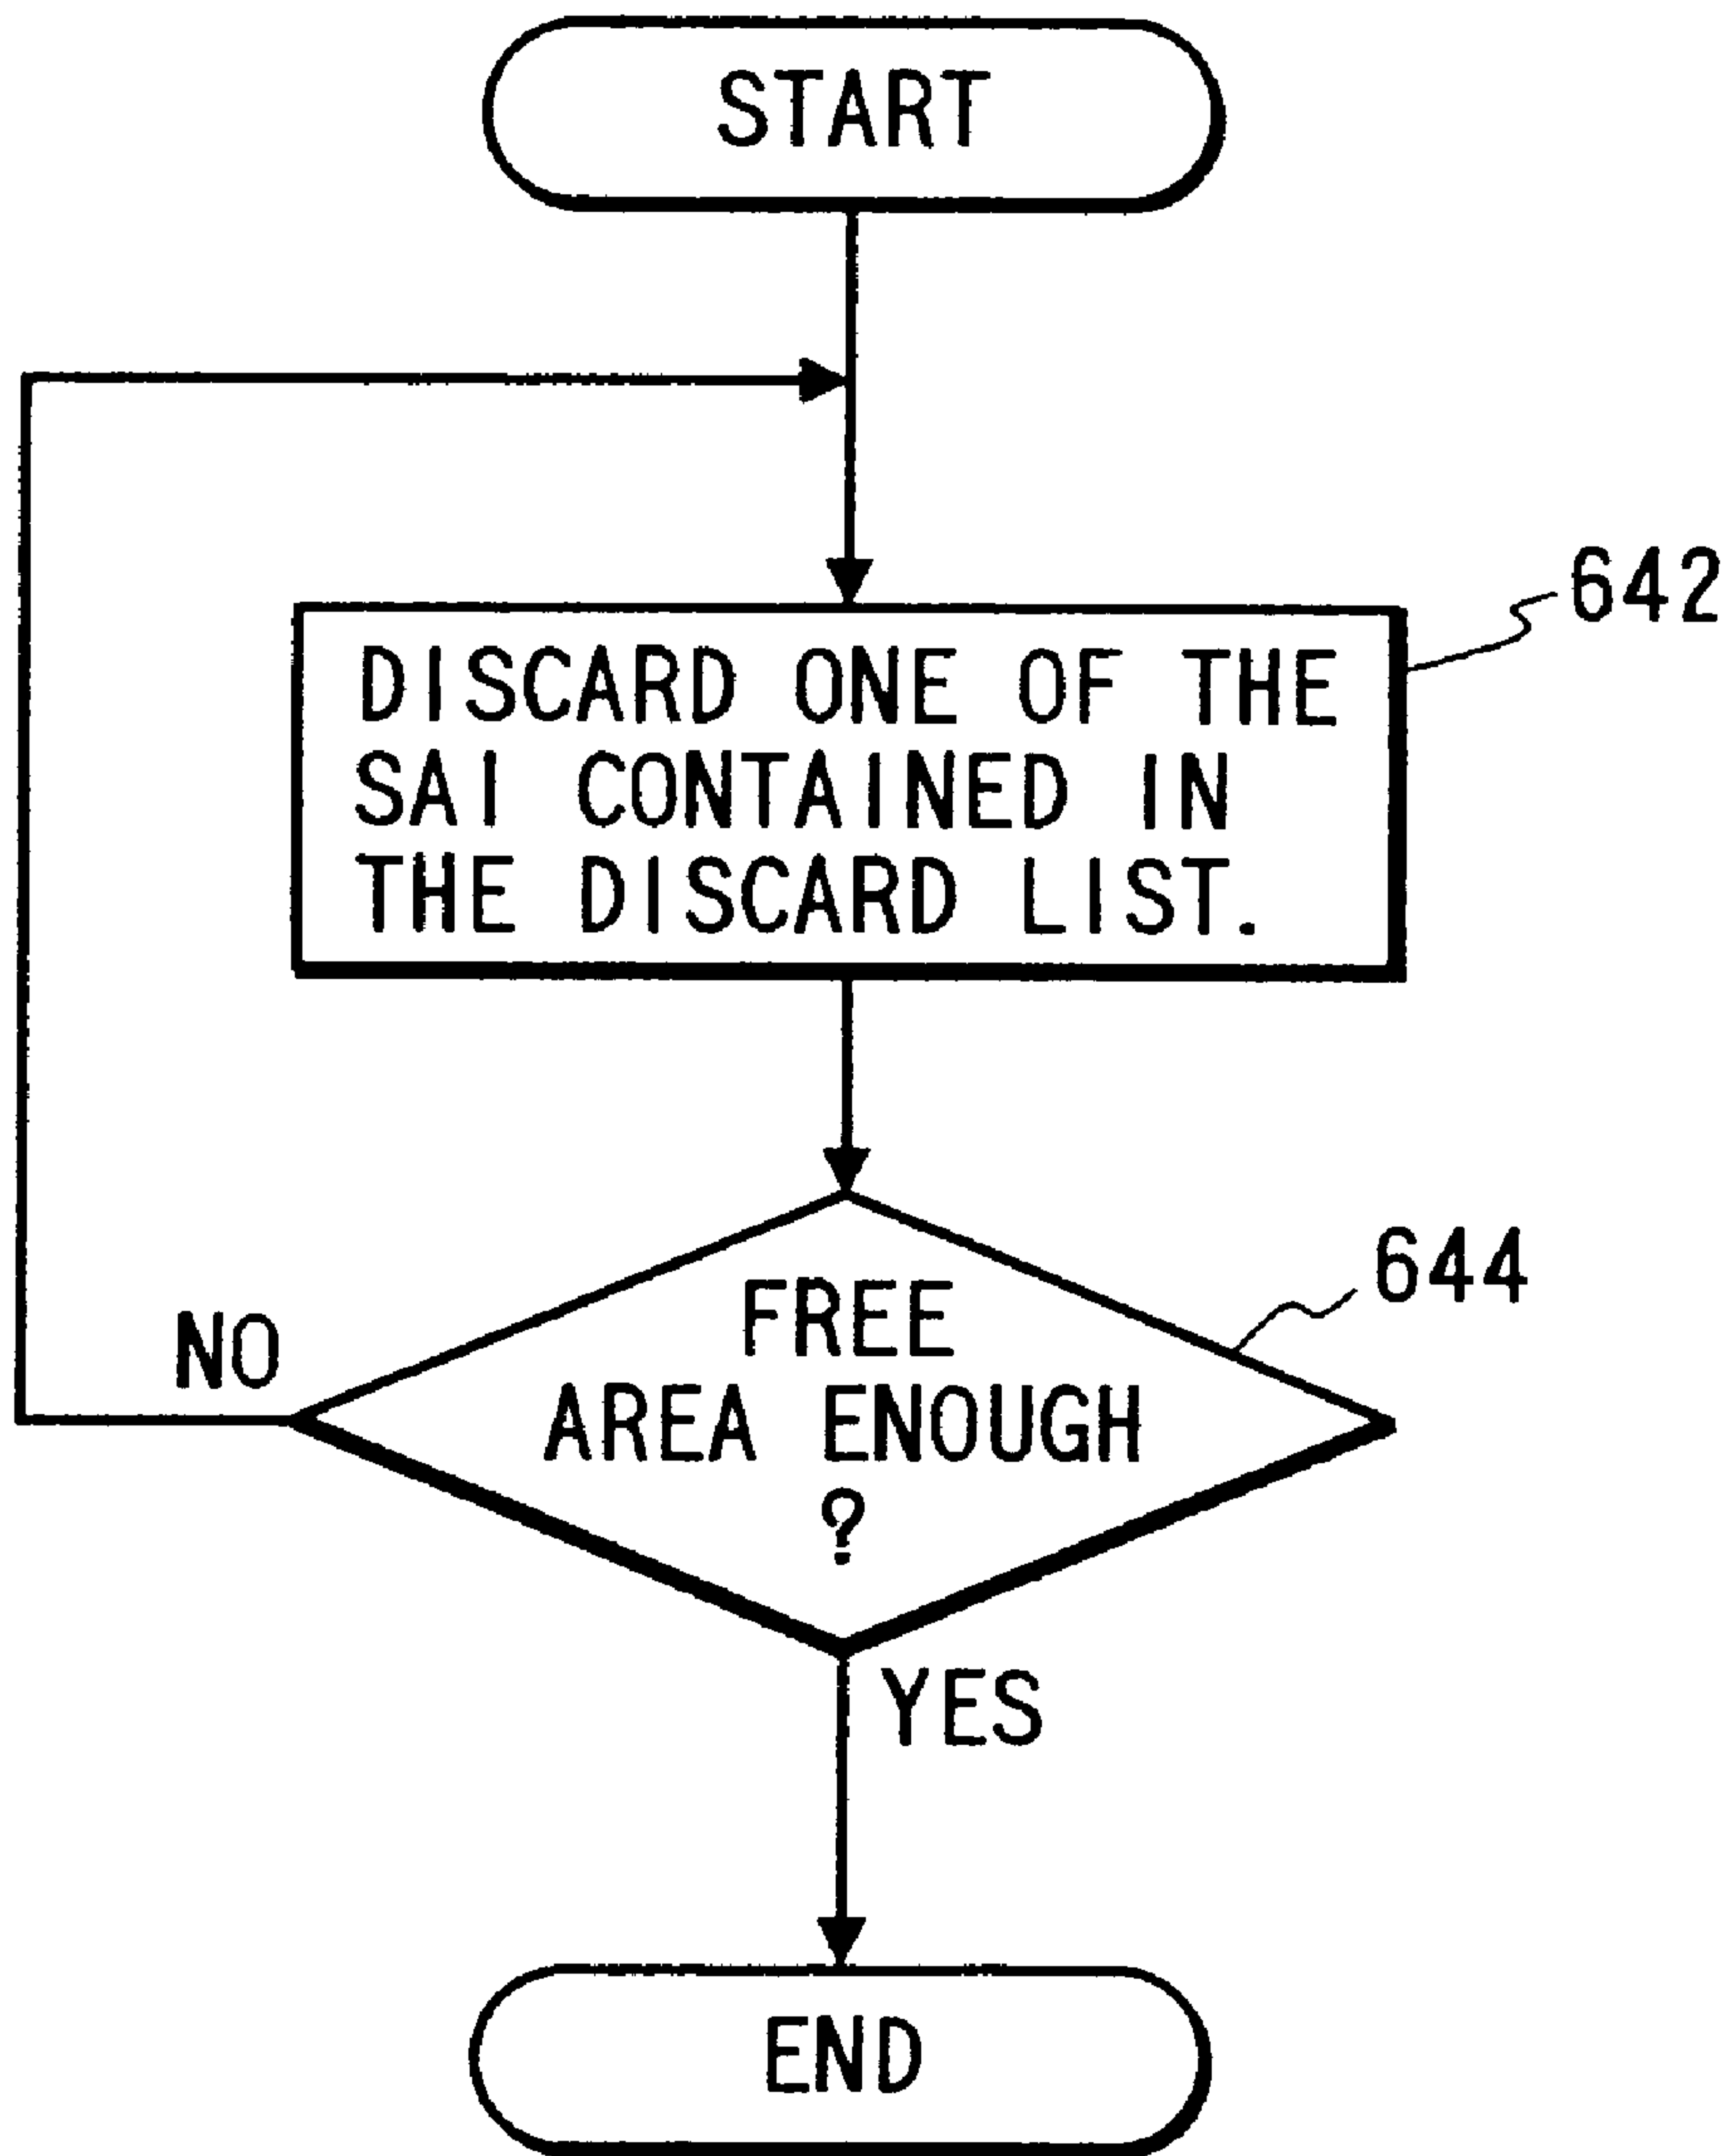 START
642
DISCARD ONE OF THE
SAI CONTAINED IN
THE DISCARD LIST.
644
FREE
AREA ENOUGH
?
NO
YES
END